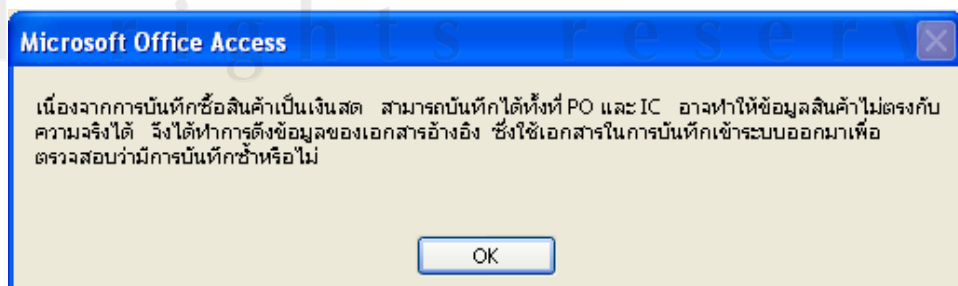 rights reserv
Microsoft Office Access
เนื่องจากการบันทึกซื้อสินค้าเป็นเงินสด สามารถบันทึกได้ทั้งที่ PO และ IC อาจทำให้ข้อมูลสินค้าไม่ตรงกับ
ความจริงได้ จึงได้ทำการดึงข้อมูลของเอกสารอ้างอิง ซึ่งใช้เอกสารในการบันทึกเข้าระบบออกมาเพื่อ
ตรวจสอบว่ามีการบันทึกซ้ำหรือไม่
OK